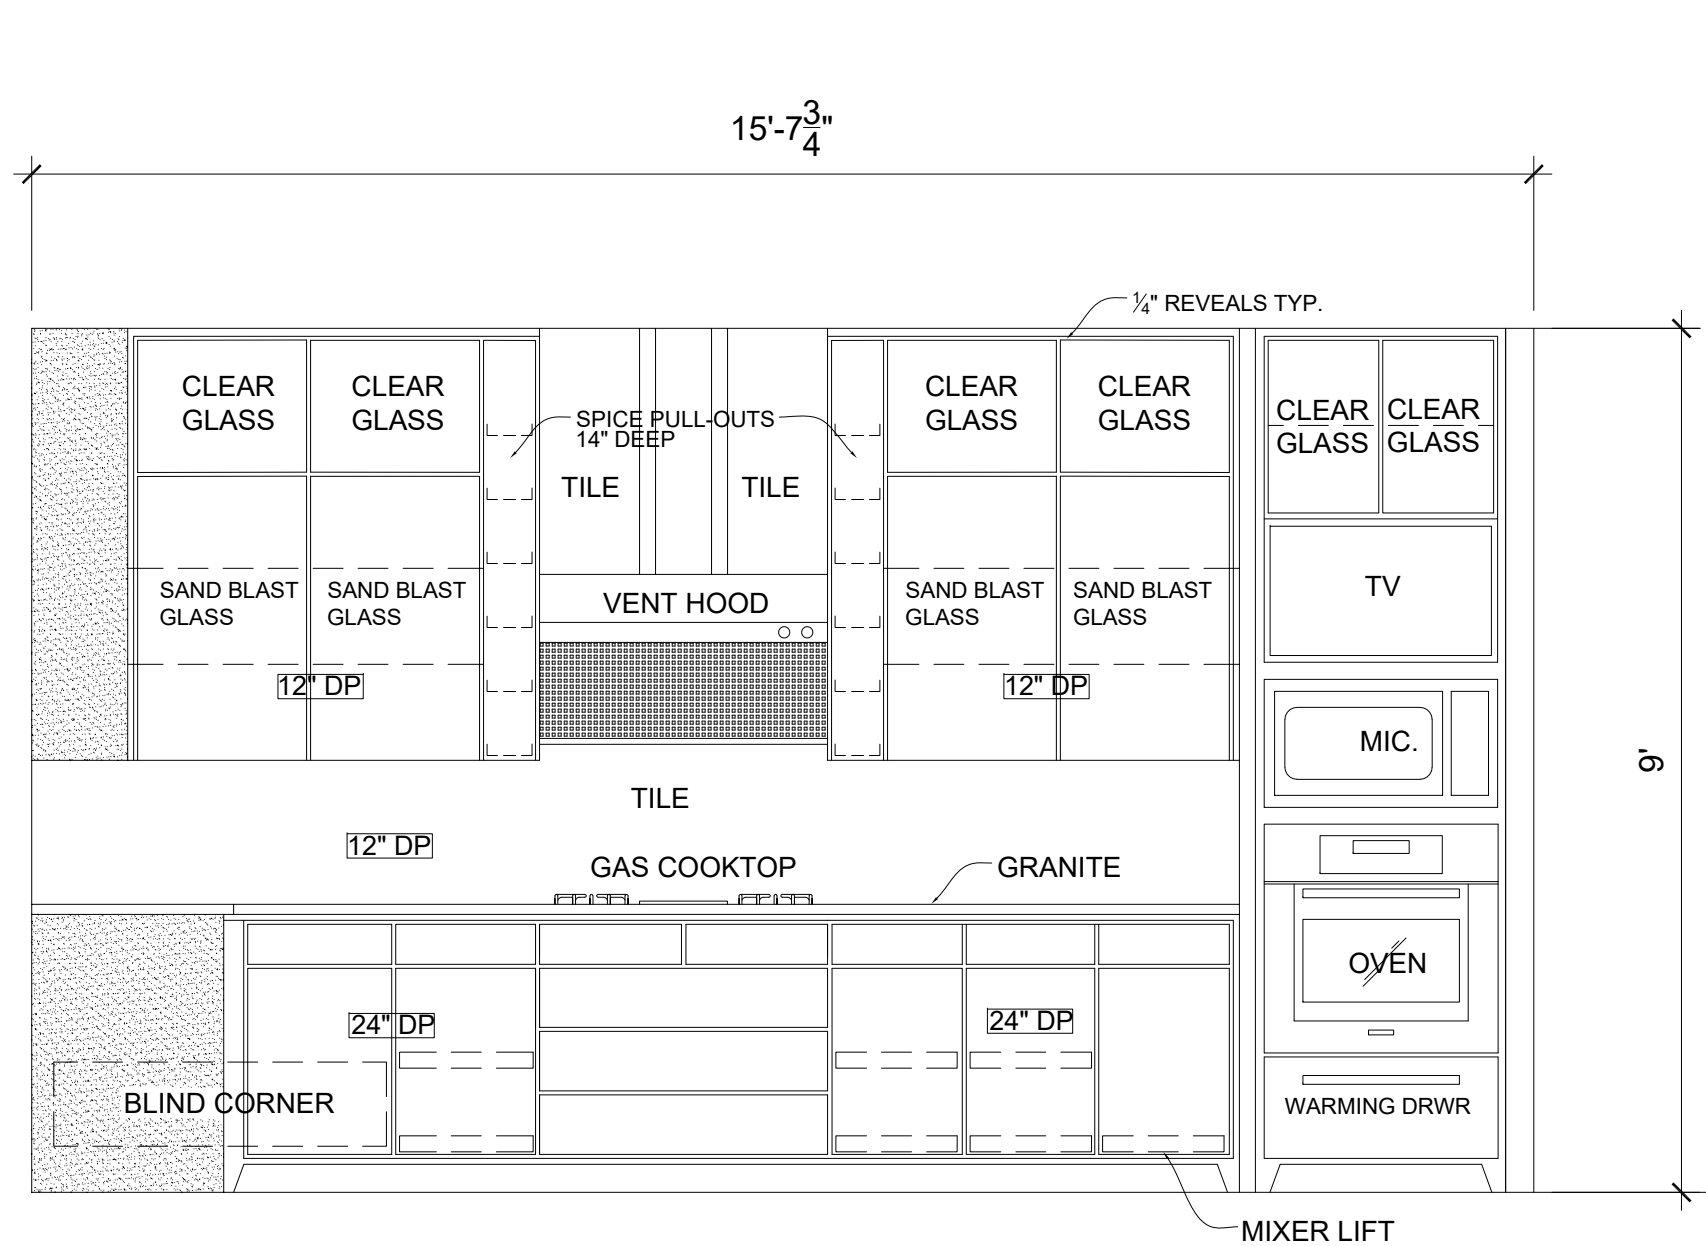 15'-7 3/4"
1/4" REVEALS TYP.
CLEAR
GLASS
CLEAR
GLASS
SPICE PULL-OUTS
14" DEEP
CLEAR
GLASS
CLEAR
GLASS
CLEAR
GLASS
CLEAR
GLASS
TILE
TILE
SAND BLAST
GLASS
SAND BLAST
GLASS
VENT HOOD
SAND BLAST
GLASS
SAND BLAST
GLASS
TV
12" DP
12" DP
MIC.
9'
TILE
12" DP
GAS COOKTOP
GRANITE
OVEN
24" DP
24" DP
BLIND CORNER
WARMING DRWR
MIXER LIFT